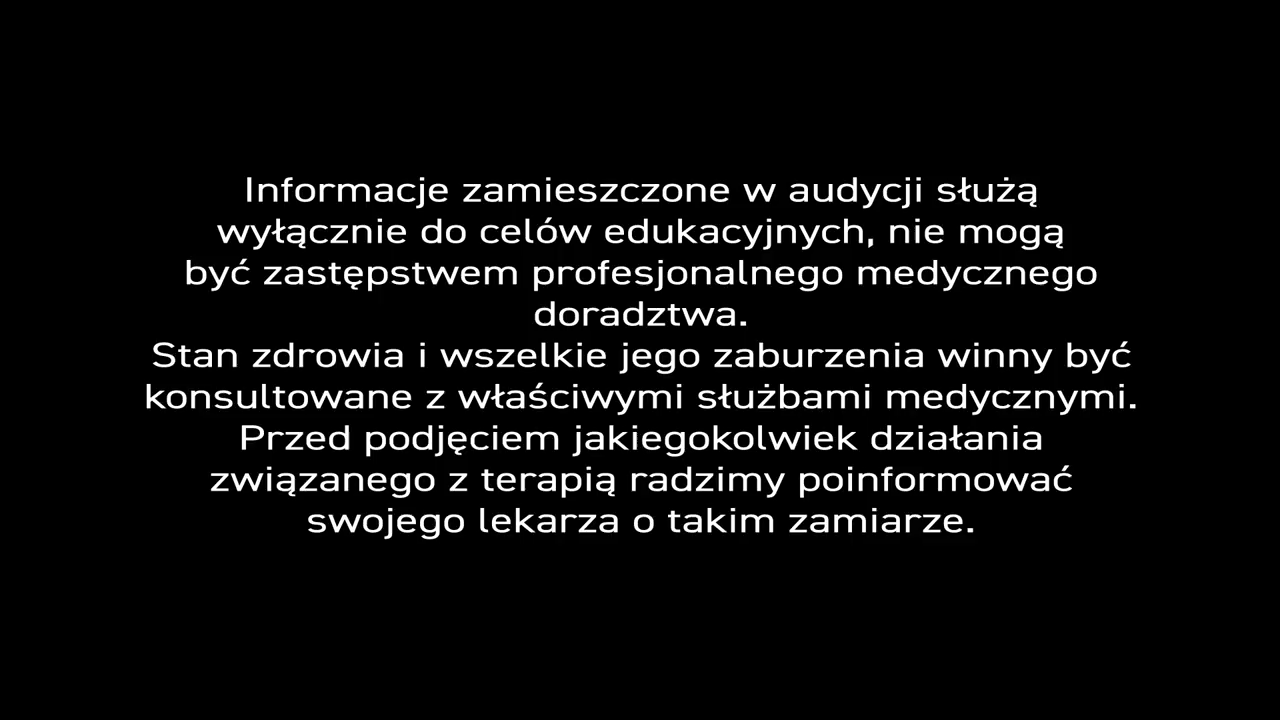 Informacje zamieszczone w audycji służą
wyłącznie do celów edukacyjnych, nie mogą
być zastępstwem profesjonalnego medycznego
doradztwa.
Stan zdrowia i wszelkie jego zaburzenia winny być
konsultowane z właściwymi służbami medycznymi.
Przed podjęciem jakiegokolwiek działania
związanego z terapią radzimy poinformować
swojego lekarza o takim zamiarze.